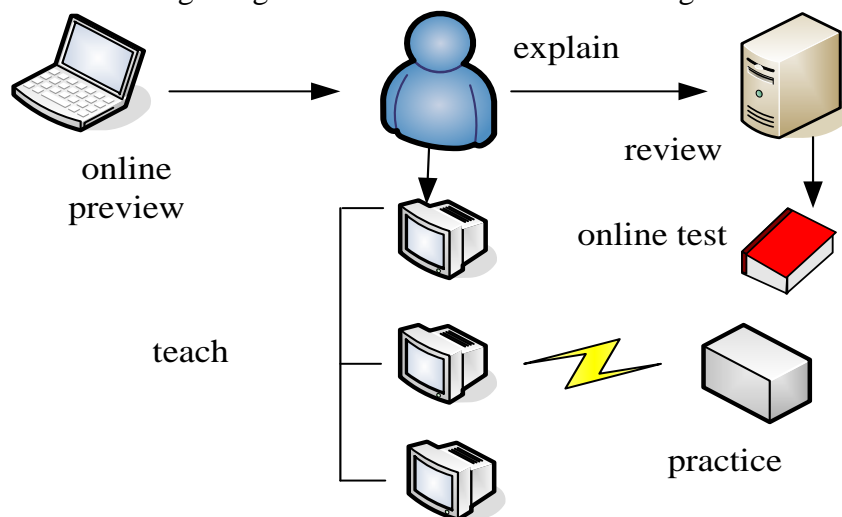 explain
online
preview
review
online test
teach
practice